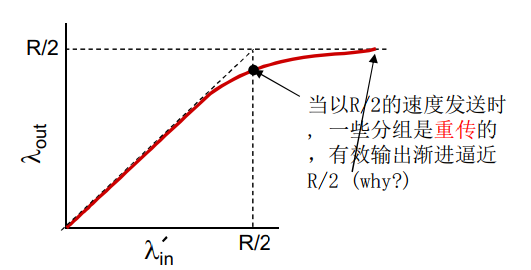 R/2
λout
当以R/2的速度发送时
，一些分组是重传的
，有效输出渐进逼近
R/2 (why?)
λ′in
R/2